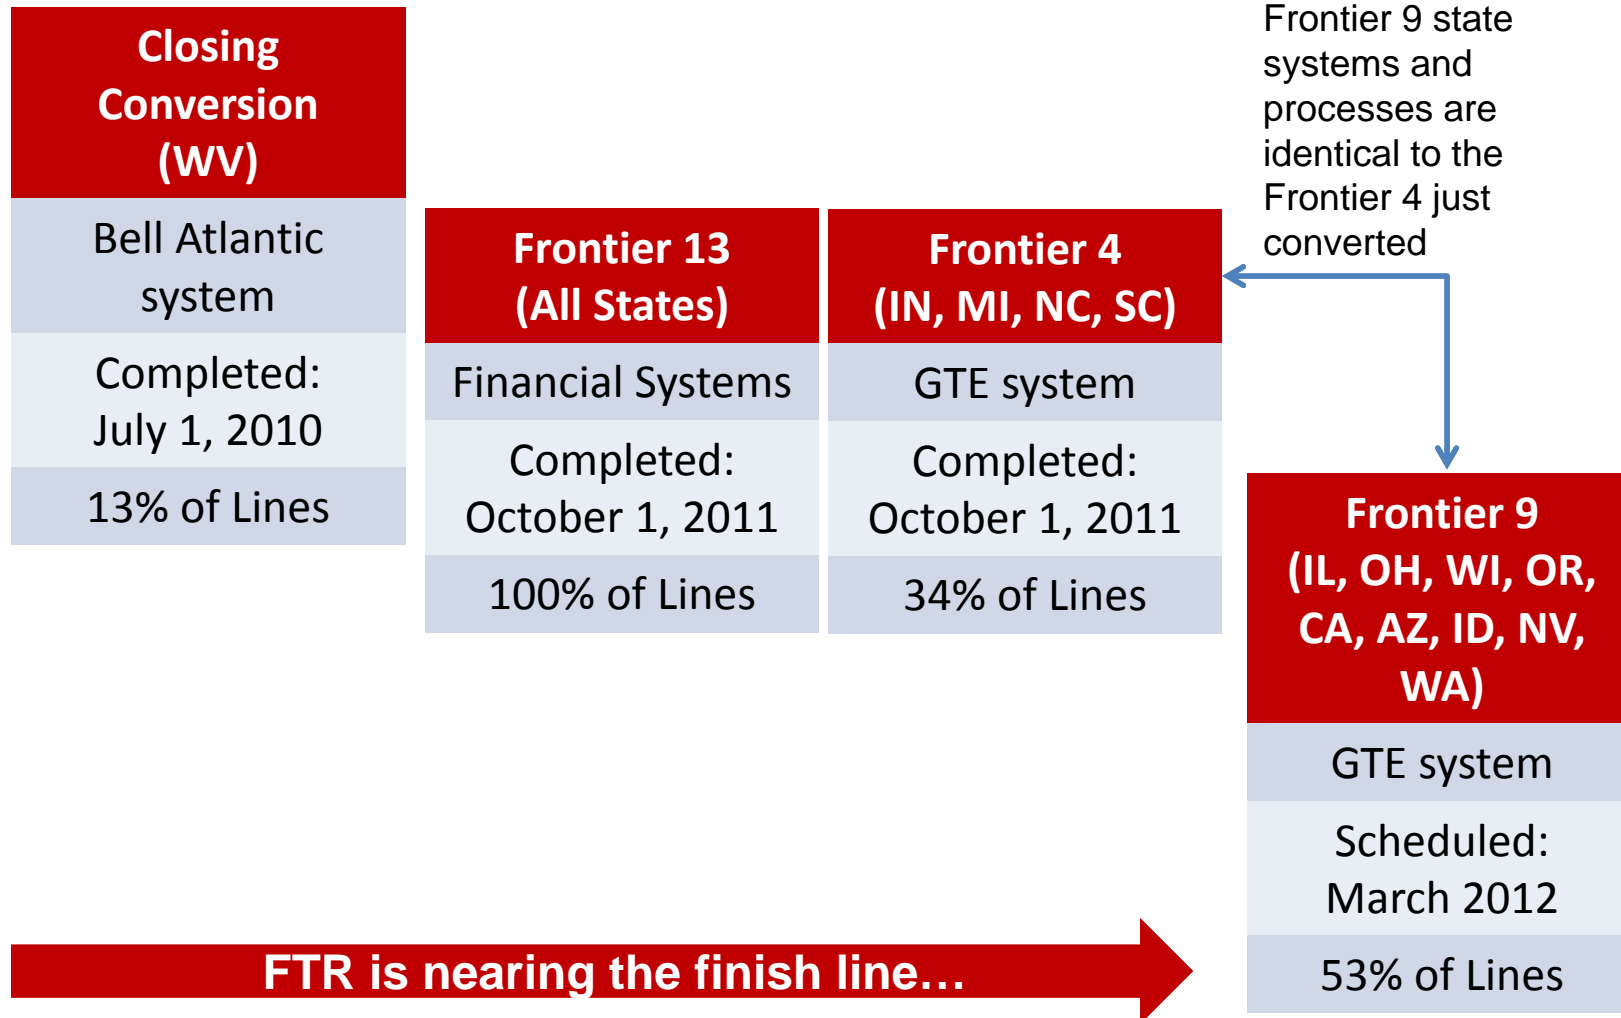 Closing
Conversion
(WV)
Bell Atlantic
system
Completed:
July 1, 2010
13% of Lines
Frontier 13
(All States)
Financial Systems
Completed:
October 1, 2011
100% of Lines
Frontier 4
(IN, MI, NC, SC)
GTE system
Completed:
October 1, 2011
34% of Lines
Frontier 9 state
systems and
processes are
identical to the
Frontier 4 just
converted
Frontier 9
(IL, OH, WI, OR,
CA, AZ, ID, NV,
WA)
GTE system
Scheduled:
March 2012
53% of Lines
FTR is nearing the finish line…